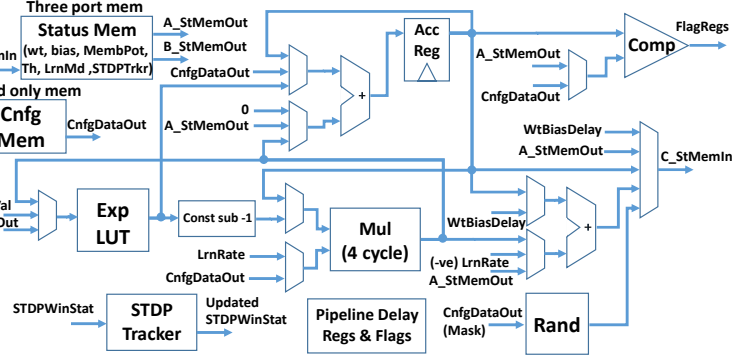 Three port mem
Status Mem
(wt, bias, MembPot,
Th, LrnMd ,STDPTrkr)
A_StMemOut
B_StMemOut
CnfgDataOut
only mem
Cnfg
Mem
CnfgDataOut
0
A_StMemOut
+
Acc
Reg
A_StMemOut
CnfgDataOut
Comp
FlagRegs
WtBiasDelay
A_StMemOut
C_StMemIn
Exp
LUT
Const sub -1
LrnRate
CnfgDataOut
Mul
(4 cycle)
WtBiasDelay
(-ve) LrnRate
A_StMemOut
+
STDPWinStat
STDP
Tracker
Updated
STDPWinStat
Pipeline Delay
Regs & Flags
CnfgDataOut
(Mask)
Rand